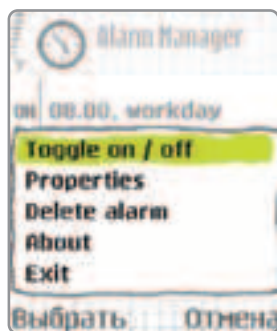 Alarm Manager
ON 08.00, workday
Toggle on / off
Properties
Delete alarm
About
Exit
Выбрать Отмена